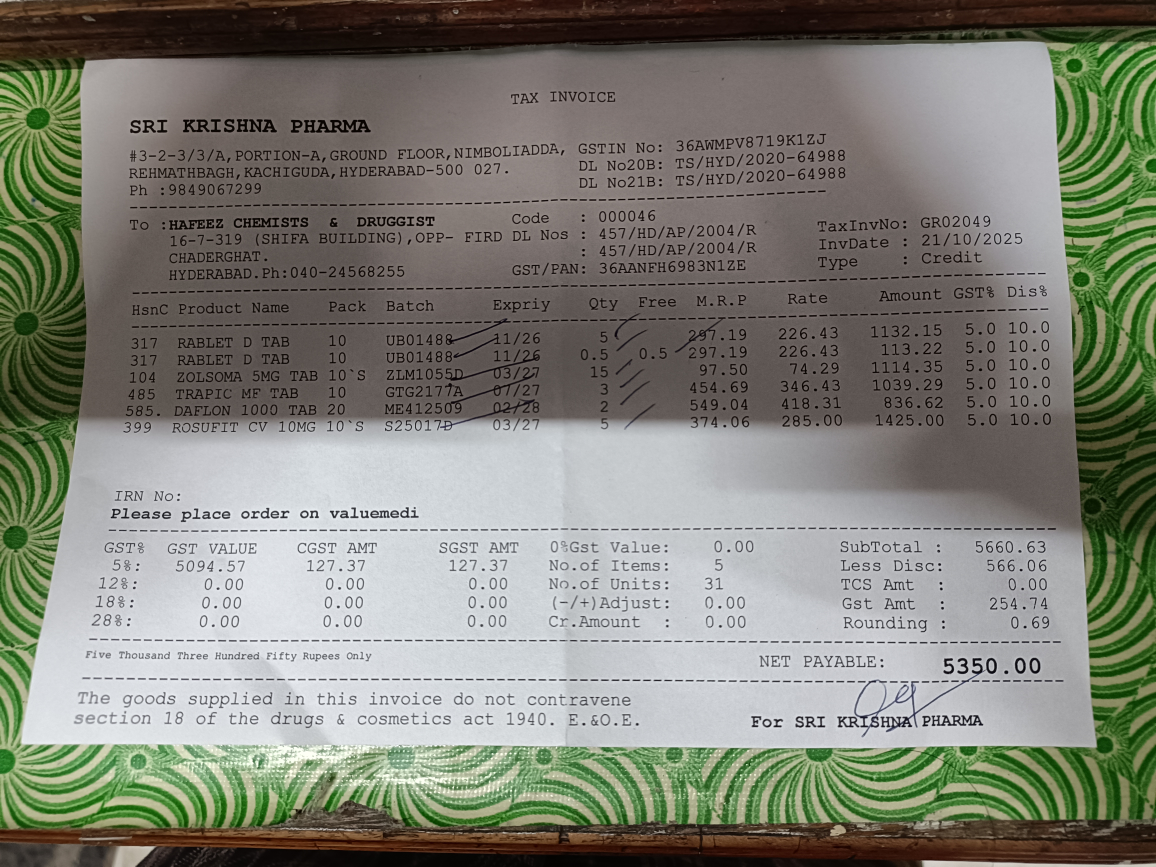 TAX INVOICE
SRI KRISHNA PHARMA
#3-2-3/3/A,PORTION-A,GROUND FLOOR,NIMBOLIADDA, GSTIN No: 36AWMPV8719K1ZJ
REHMATHBAGH,KACHIGUDA,HYDERABAD-500 027. DL No20B: TS/HYD/2020-64988
Ph :9849067299 DL No21B: TS/HYD/2020-64988
To :HAFEEZ CHEMISTS & DRUGGIST Code : 000046 TaxInvNo: GR02049
16-7-319 (SHIFA BUILDING),OPP- FIRD DL Nos : 457/HD/AP/2004/R InvDate : 21/10/2025
CHADERGHAT. : 457/HD/AP/2004/R Type : Credit
HYDERABAD.Ph:040-24568255 GST/PAN: 36AANFH6983N1ZE
HsnC Product Name Pack Batch Expriy Qty Free M.R.P Rate Amount GST% Dis%
317 RABLET D TAB 10 UB01488 11/26 5 297.19 226.43 1132.15 5.0 10.0
317 RABLET D TAB 10 UB01488 11/26 0.5 0.5 297.19 226.43 113.22 5.0 10.0
104 ZOLSOMA 5MG TAB 10`S ZLM1055D 03/27 15 97.50 74.29 1114.35 5.0 10.0
485 TRAPIC MF TAB 10 GTG2177A 07/27 3 454.69 346.43 1039.29 5.0 10.0
585. DAFLON 1000 TAB 20 ME412509 02/28 2 549.04 418.31 836.62 5.0 10.0
399 ROSUFIT CV 10MG 10`S S25017D 03/27 5 374.06 285.00 1425.00 5.0 10.0
IRN No:
Please place order on valuemedi
GST% GST VALUE CGST AMT SGST AMT 0%Gst Value: 0.00 SubTotal : 5660.63
5%: 5094.57 127.37 127.37 No.of Items: 5 Less Disc: 566.06
12%: 0.00 0.00 0.00 No.of Units: 31 TCS Amt : 0.00
18%: 0.00 0.00 0.00 (-/+)Adjust: 0.00 Gst Amt : 254.74
28%: 0.00 0.00 0.00 Cr.Amount : 0.00 Rounding : 0.69
Five Thousand Three Hundred Fifty Rupees Only NET PAYABLE: 5350.00
The goods supplied in this invoice do not contravene
section 18 of the drugs & cosmetics act 1940. E.&O.E. For SRI KRISHNA PHARMA